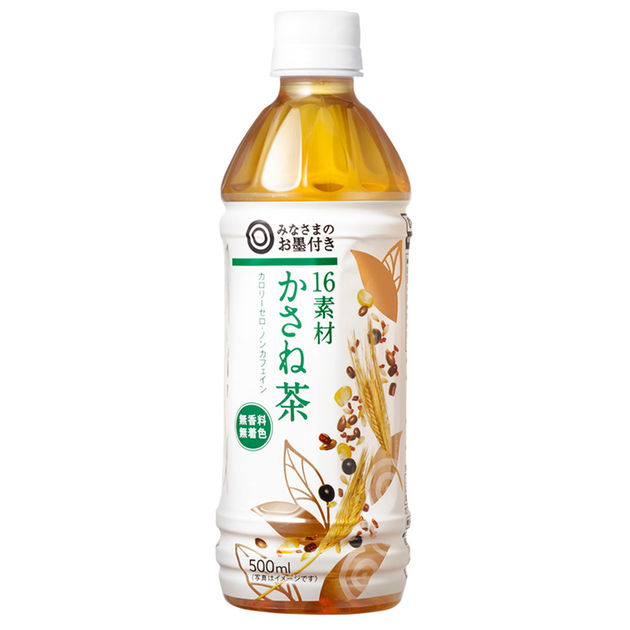 みなさまの
お墨付き
16素材
かさね茶
カロリーゼロ・ノンカフェイン
無香料
無着色
500ml
(写真はイメージです)